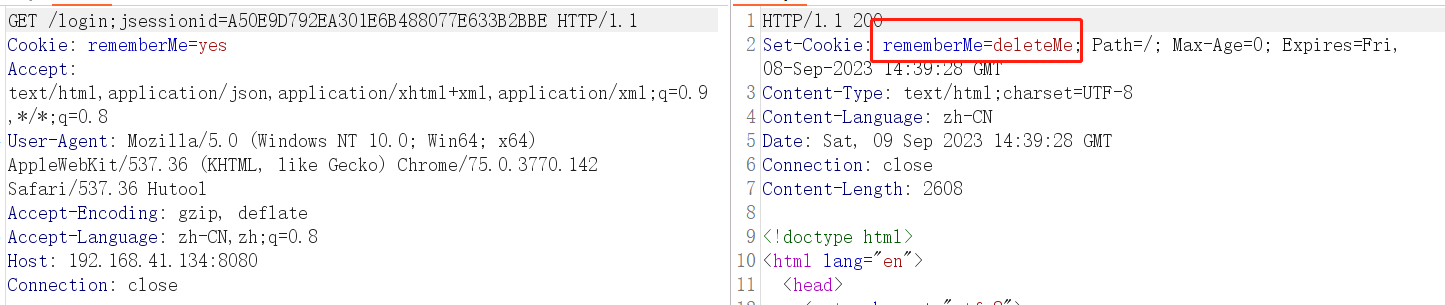 GET /login;jsessionid=A50E9D792EA301E6B488077E633B2BBE HTTP/1.1
Cookie: rememberMe=yes
Accept:
text/html,application/json,application/xhtml+xml,application/xml;q=0.9
,*/*;q=0.8
User-Agent: Mozilla/5.0 (Windows NT 10.0; Win64; x64)
AppleWebKit/537.36 (KHTML, like Gecko) Chrome/75.0.3770.142
Safari/537.36 Hutool
Accept-Encoding: gzip, deflate
Accept-Language: zh-CN,zh;q=0.8
Host: 192.168.41.134:8080
Connection: close
1 HTTP/1.1 200
2 Set-Cookie: rememberMe=deleteMe; Path=/; Max-Age=0; Expires=Fri,
08-Sep-2023 14:39:28 GMT
3 Content-Type: text/html;charset=UTF-8
4 Content-Language: zh-CN
5 Date: Sat, 09 Sep 2023 14:39:28 GMT
6 Connection: close
7 Content-Length: 2608
8
9 <!doctype html>
10 <html lang="en">
11 <head>